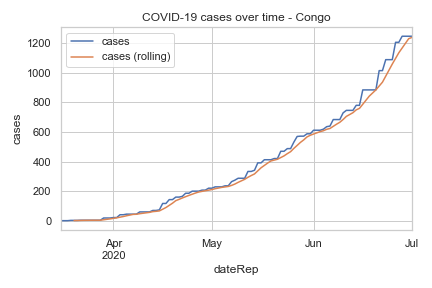 COVID-19 cases over time - Congo
cases
cases (rolling)
1200
1000
800
600
400
200
0
cases
Apr
2020
May
Jun
Jul
dateRep